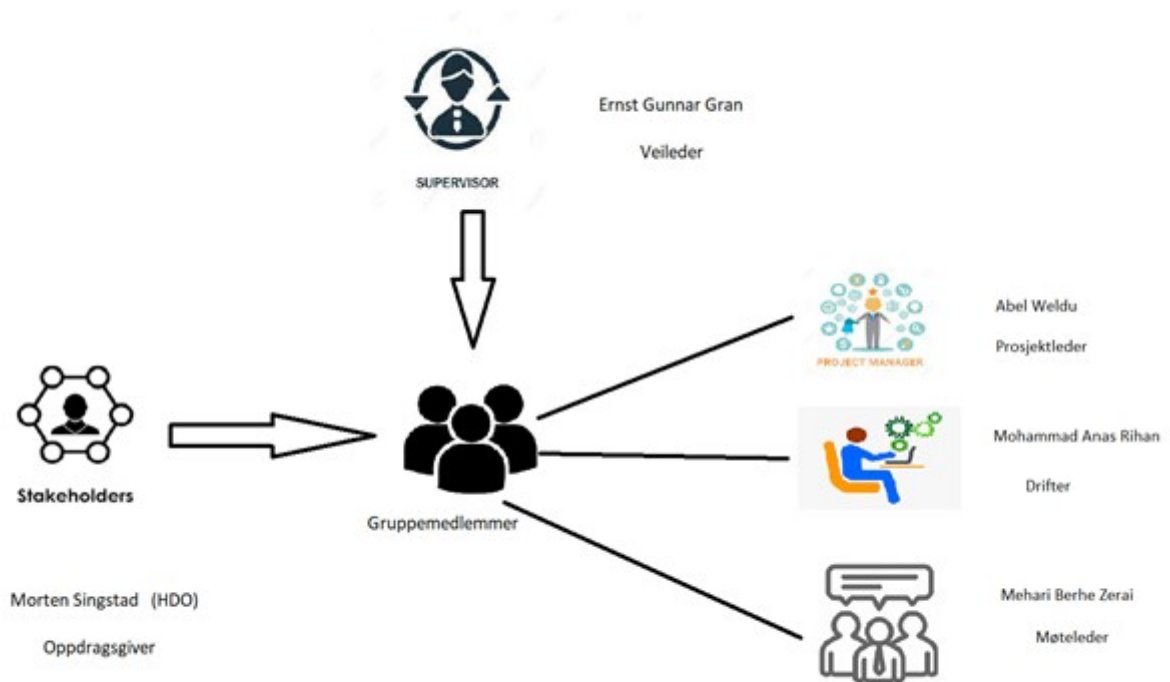 Ernst Gunnar Gran
Veileder
SUPERVISOR
Abel Weldu
Prosjektleder
PROJECT MANAGER
Stakeholders
Morten Singstad (HDO)
Oppdragsgiver
Gruppemedlemmer
Mohammad Anas Rihan
Drifter
Mehari Berhe Zerai
Møteleder